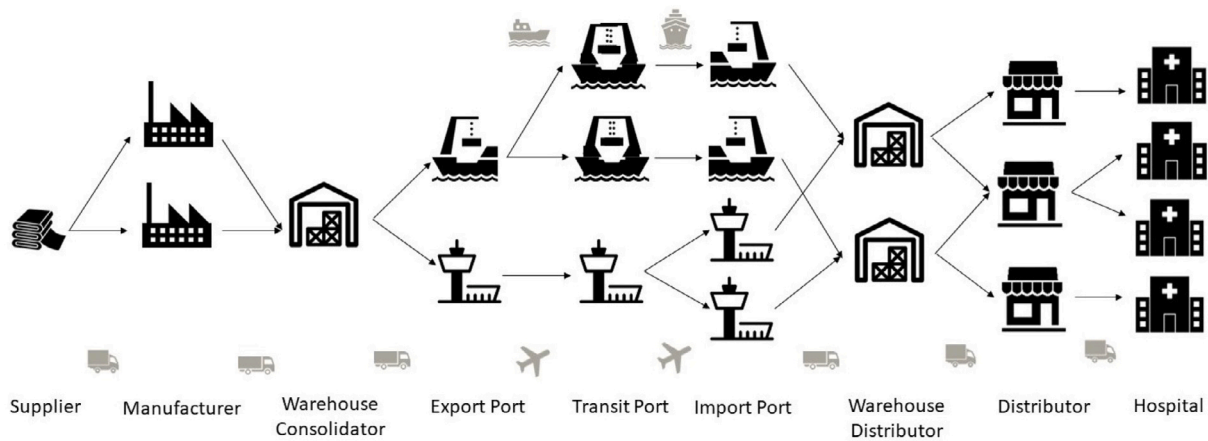 Supplier
Manufacturer
Warehouse
Consolidator
Export Port
Transit Port
Import Port
Warehouse
Distributor
Distributor
Hospital